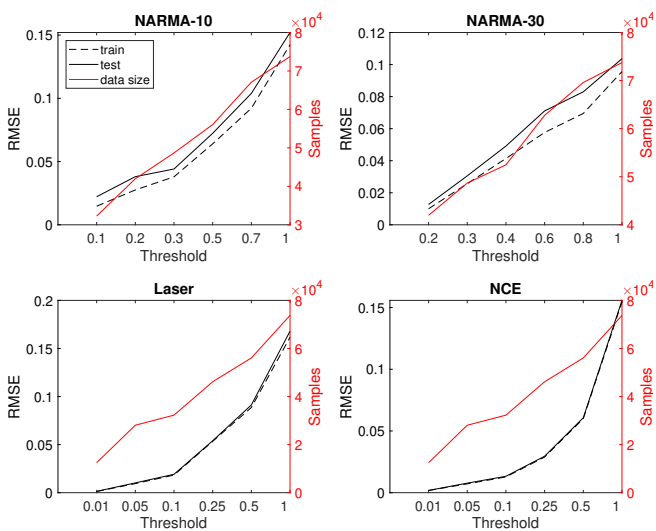 NARMA-10
×10⁴
RMSE
0.15
0.1
0.05
0
train
test
data size
8
7
6
5
4
3
Samples
0.1 0.2 0.3 0.5 0.7 1
Threshold
NARMA-30
×10⁴
RMSE
0.12
0.1
0.08
0.06
0.04
0.02
0
8
7
6
5
4
Samples
0.2 0.3 0.4 0.6 0.8 1
Threshold
Laser
×10⁴
RMSE
0.2
0.15
0.1
0.05
0
8
6
4
2
0
Samples
0.01 0.05 0.1 0.25 0.5 1
Threshold
NCE
×10⁴
RMSE
0.15
0.1
0.05
0
8
6
4
2
0
Samples
0.01 0.05 0.1 0.25 0.5 1
Threshold